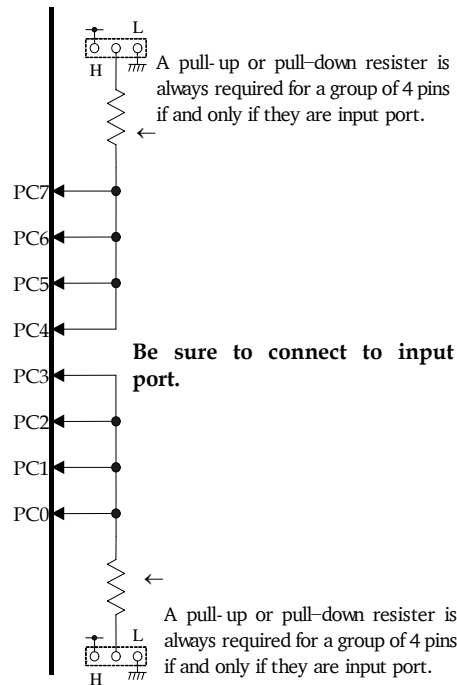 L
H
A pull-up or pull-down resister is
always required for a group of 4 pins
if and only if they are input port.
←
PC7
PC6
PC5
PC4
Be sure to connect to input
port.
PC3
PC2
PC1
PC0
←
A pull-up or pull-down resister is
always required for a group of 4 pins
if and only if they are input port.
L
H